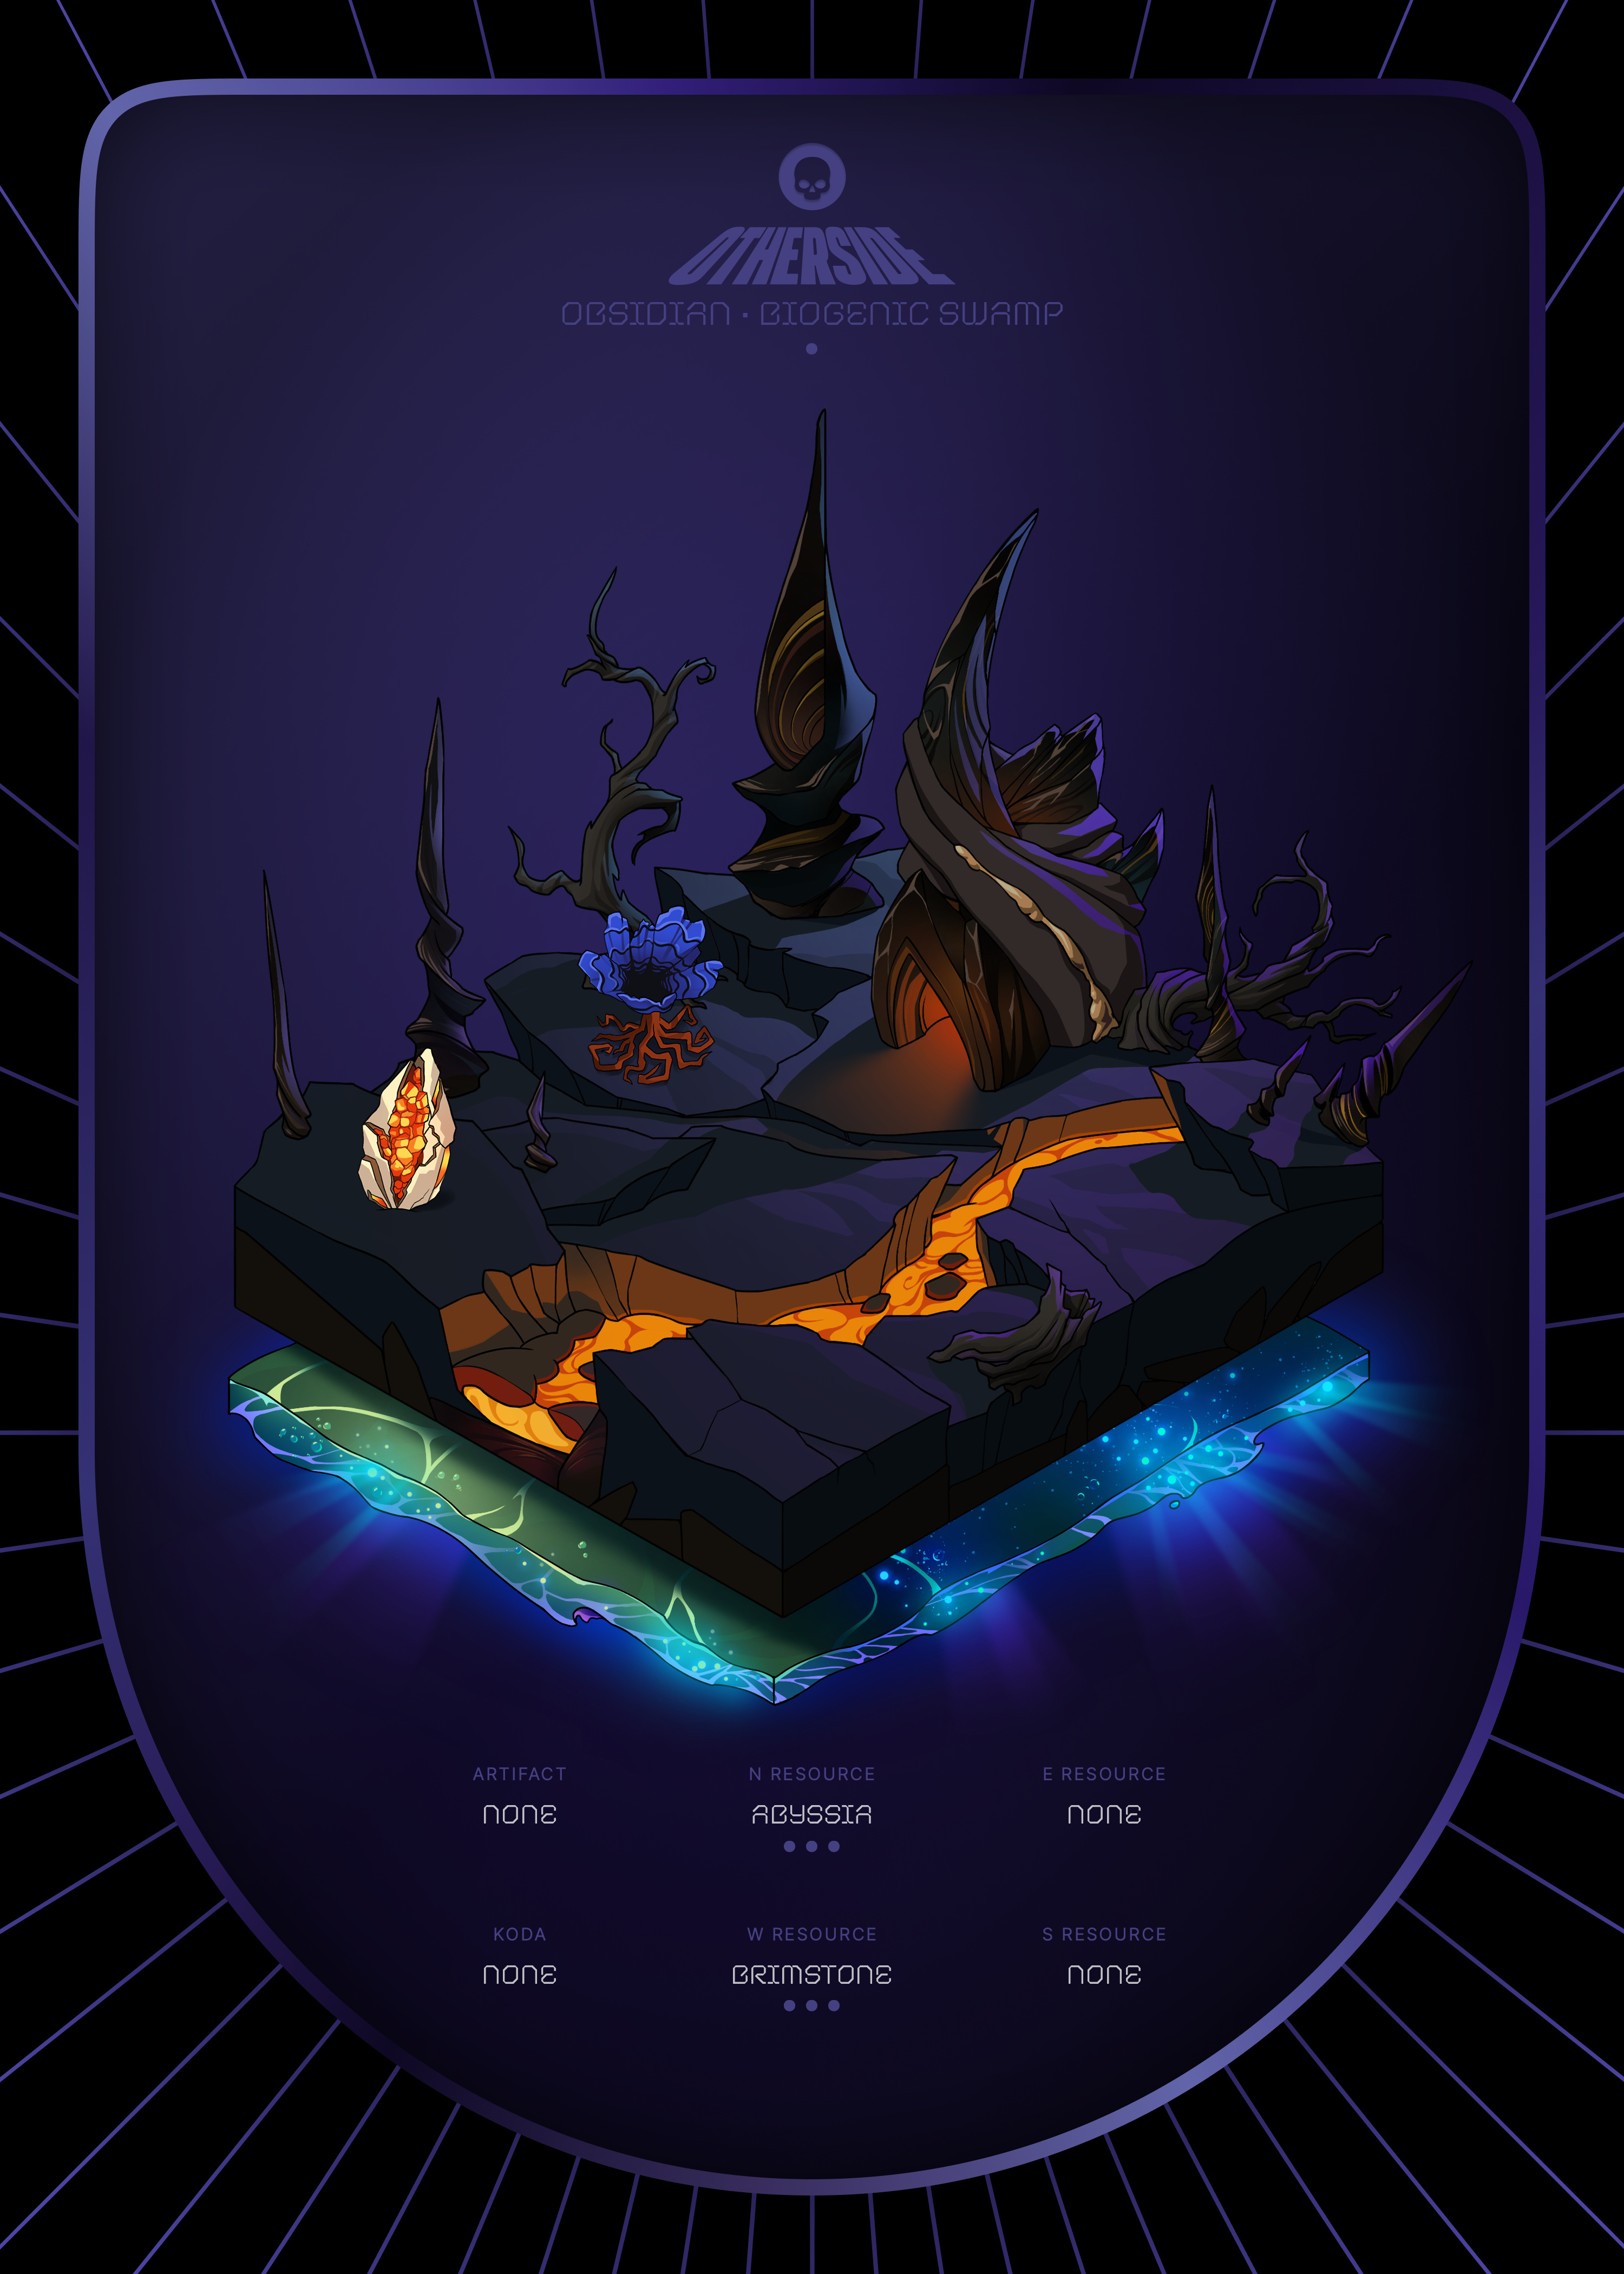 OTHERSIDE
OBSIDIAN · BIOGENIC SWAMP
ARTIFACT N RESOURCE E RESOURCE
NONE ABYSSIA NONE
KODA W RESOURCE S RESOURCE
NONE BRIMSTONE NONE